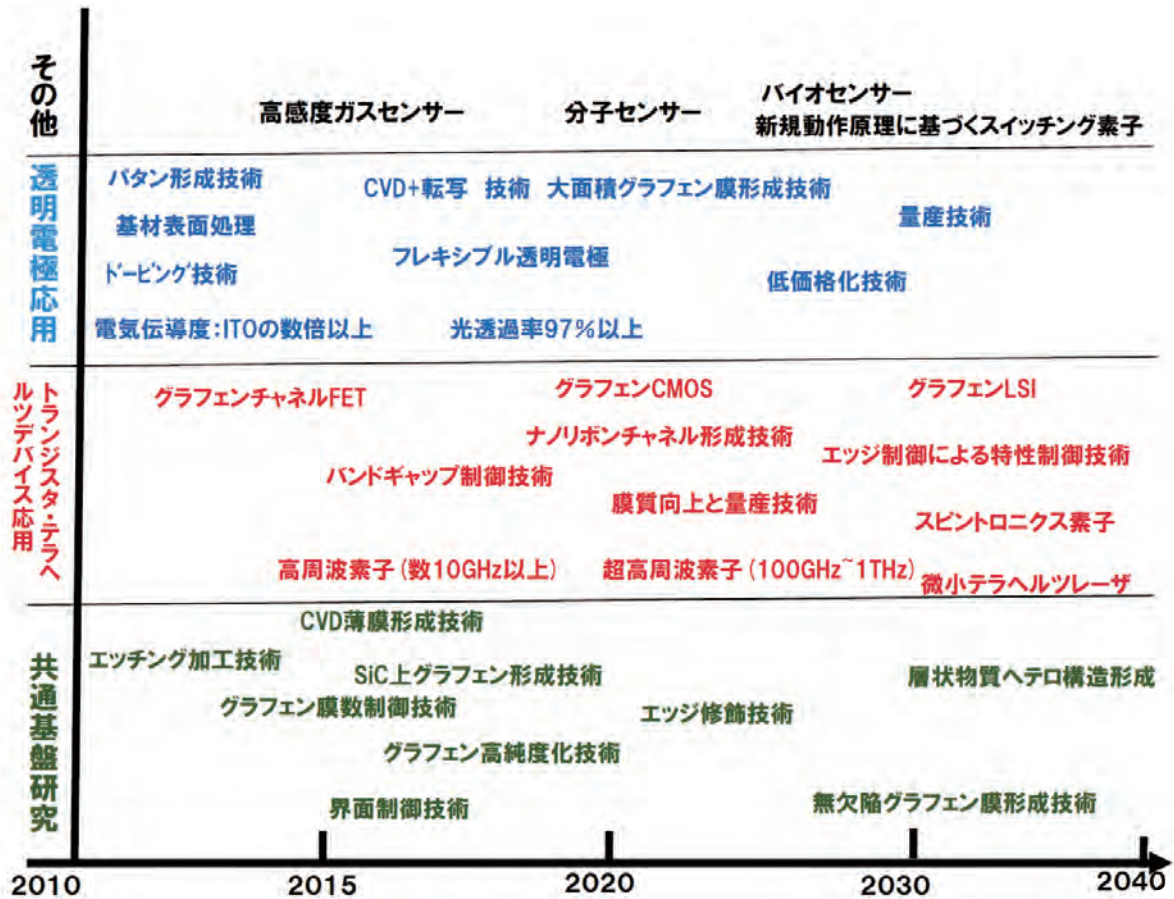 その他
高感度ガスセンサー
分子センサー
バイオセンサー
新規動作原理に基づくスイッチング素子
透明電極応用
パタン形成技術
CVD+転写 技術
大面積グラフェン膜形成技術
基材表面処理
量産技術
フレキシブル透明電極
ドーピング技術
低価格化技術
電気伝導度:ITOの数倍以上
光透過率97%以上
トランジスタ・テラヘ
ルツデバイス応用
グラフェンチャネルFET
グラフェンCMOS
グラフェンLSI
ナノリボンチャネル形成技術
エッジ制御による特性制御技術
バンドギャップ制御技術
膜質向上と量産技術
スピントロニクス素子
高周波素子(数10GHz以上)
超高周波素子(100GHz~1THz)
微小テラヘルツレーザ
共通基盤研究
CVD薄膜形成技術
エッチング加工技術
SiC上グラフェン形成技術
層状物質ヘテロ構造形成
グラフェン膜数制御技術
エッジ修飾技術
グラフェン高純度化技術
界面制御技術
無欠陥グラフェン膜形成技術
2010
2015
2020
2030
2040